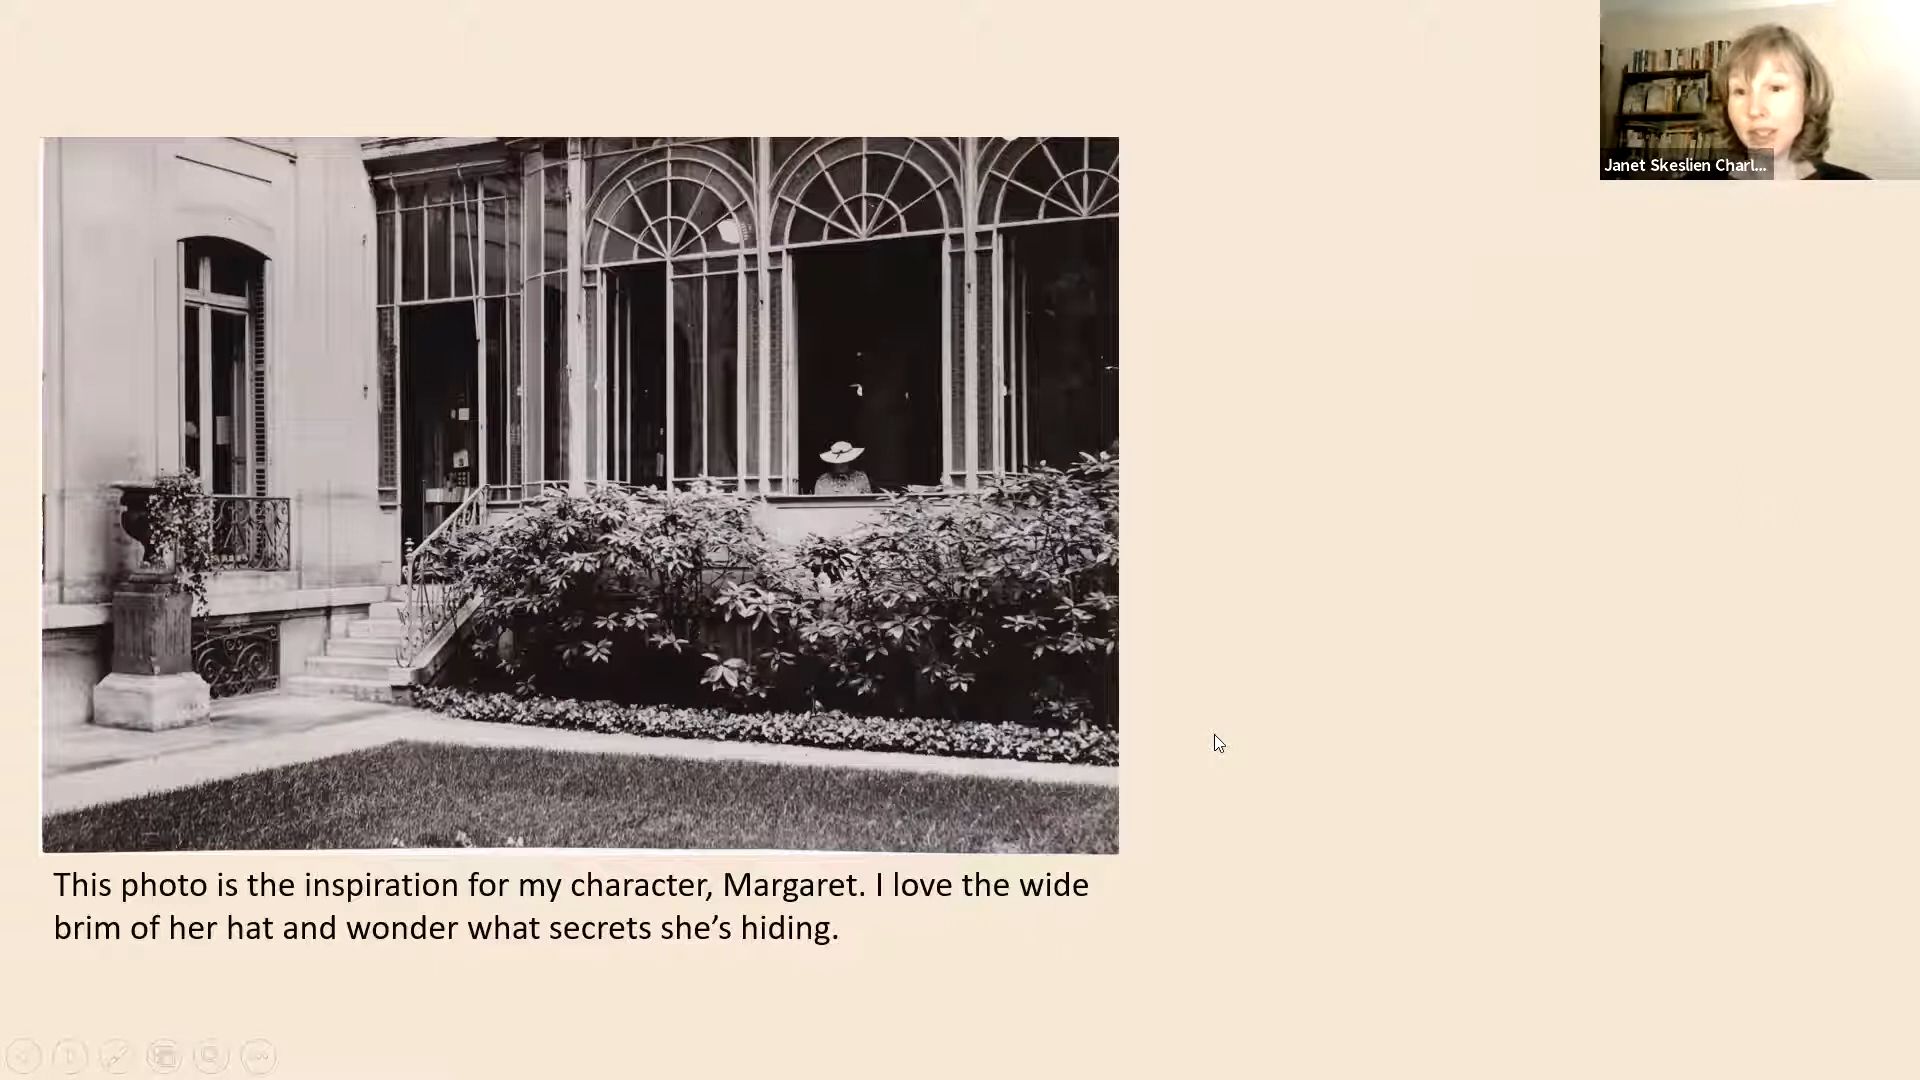 Janet Skeslien Charl...
This photo is the inspiration for my character, Margaret. I love the wide
brim of her hat and wonder what secrets she’s hiding.